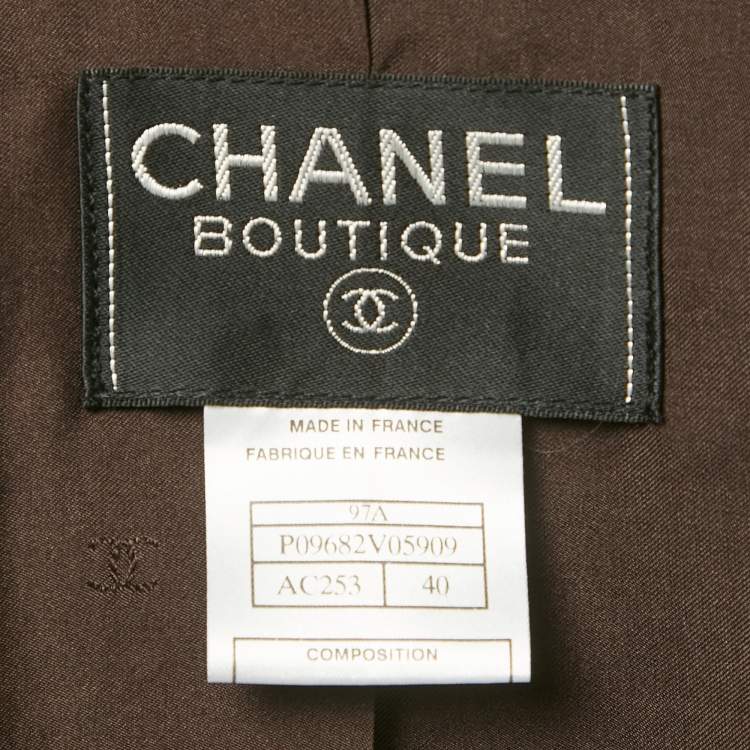 CHANEL
BOUTIQUE
MADE IN FRANCE
FABRIQUE EN FRANCE
97A
P09682V05909
AC253 40
COMPOSITION